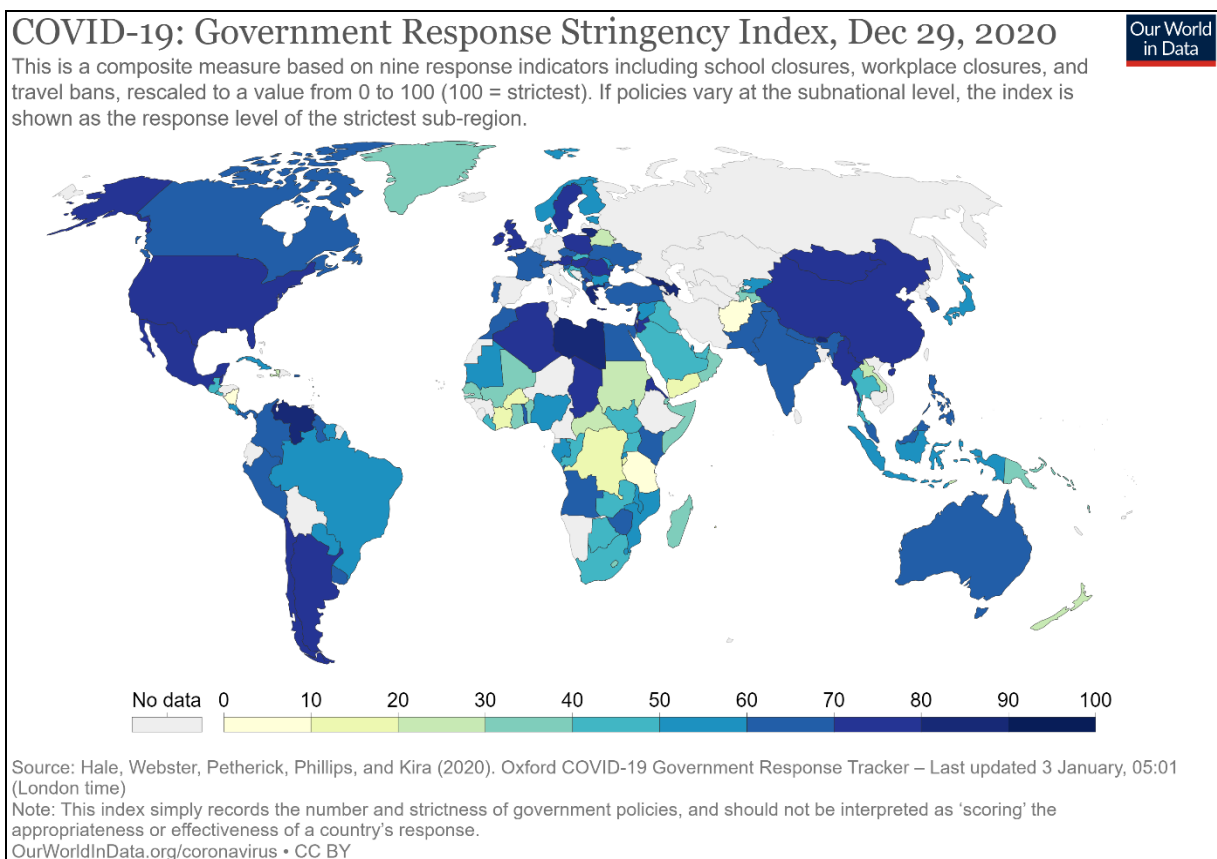 COVID-19: Government Response Stringency Index, Dec 29, 2020
Our World
in Data
This is a composite measure based on nine response indicators including school closures, workplace closures, and
travel bans, rescaled to a value from 0 to 100 (100 = strictest). If policies vary at the subnational level, the index is
shown as the response level of the strictest sub-region.
No data 0 10 20 30 40 50 60 70 80 90 100
Source: Hale, Webster, Petherick, Phillips, and Kira (2020). Oxford COVID-19 Government Response Tracker – Last updated 3 January, 05:01
(London time)
Note: This index simply records the number and strictness of government policies, and should not be interpreted as ‘scoring’ the
appropriateness or effectiveness of a country's response.
OurWorldInData.org/coronavirus • CC BY